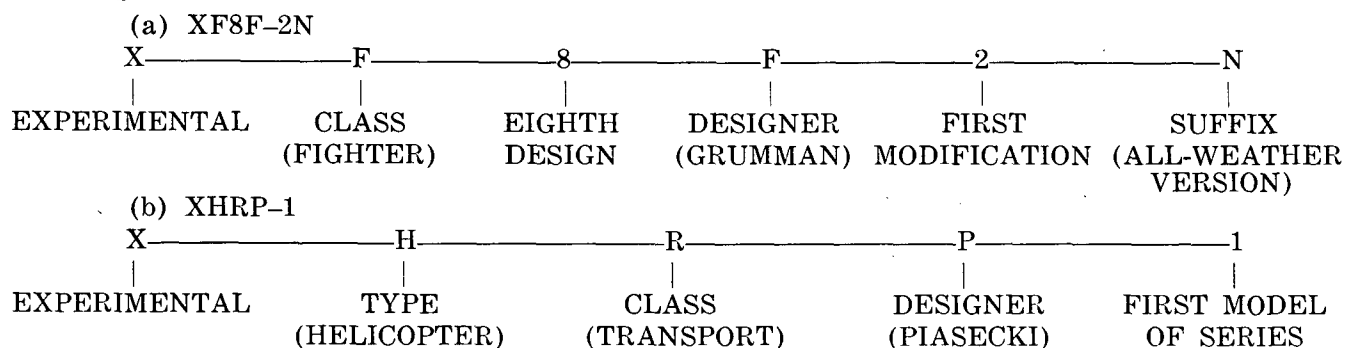 (a) XF8F–2N
X F 8 F 2 N
EXPERIMENTAL CLASS EIGHTH DESIGNER FIRST SUFFIX
(FIGHTER) DESIGN (GRUMMAN) MODIFICATION (ALL-WEATHER
VERSION)
(b) XHRP–1
X H R P 1
EXPERIMENTAL TYPE CLASS DESIGNER FIRST MODEL
(HELICOPTER) (TRANSPORT) (PIASECKI) OF SERIES